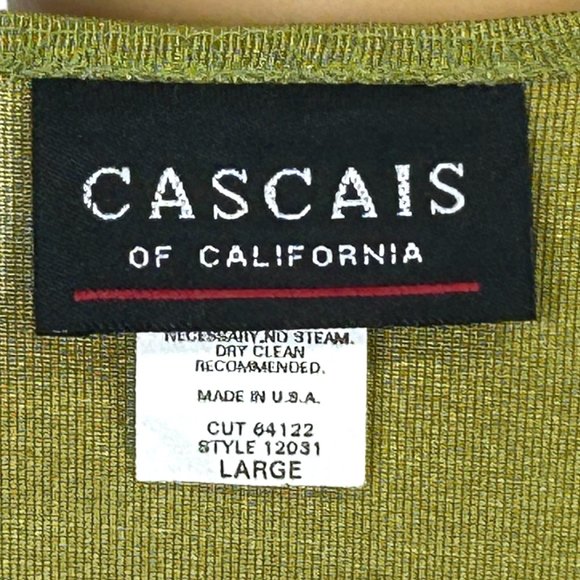 CASCAIS
OF CALIFORNIA
NECESSARY.NO STEAM.
DRY CLEAN
RECOMMENDED.
MADE IN U.S.A.
CUT 64122
STYLE 12031
LARGE